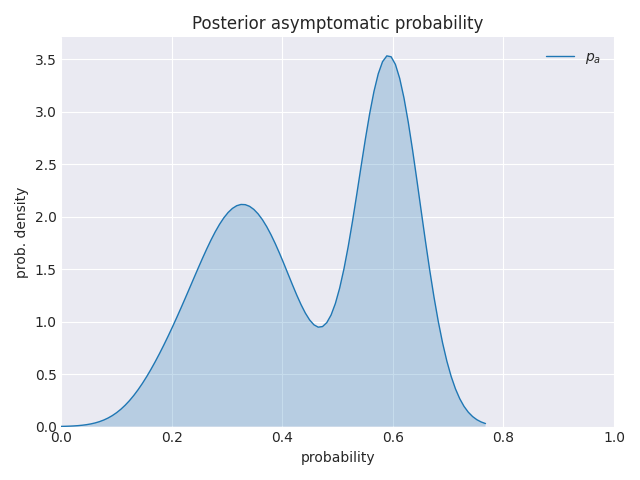 Posterior asymptomatic probability
prob. density
3.5
3.0
2.5
2.0
1.5
1.0
0.5
0.0
pₐ
0.0 0.2 0.4 0.6 0.8 1.0
probability